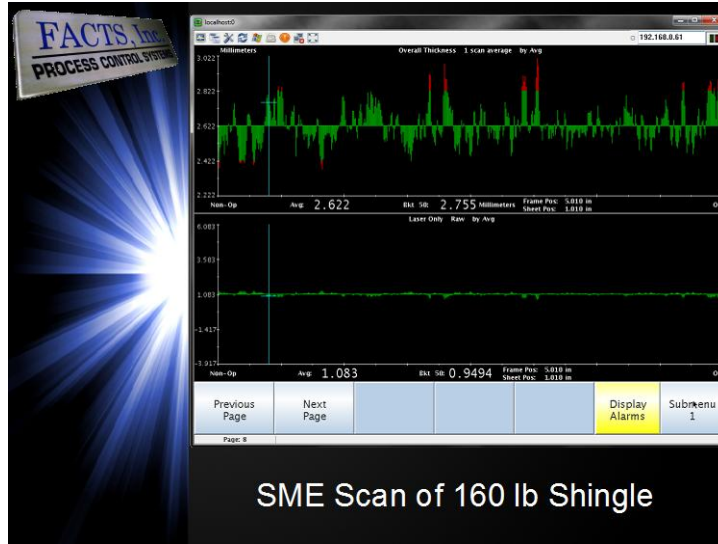 FACTS, Inc.
PROCESS CONTROL SYSTEMS
localhost:0
192.168.0.61
Millimeters Overall Thickness 1 scan average by Avg
3.022
2.822
2.622
2.422
2.222
Non-Op Avg: 2.622 Bkt 50: 2.755 Millimeters Frame Pos: 5.010 in
Sheet Pos: 1.010 in
Laser Only Raw by Avg
6.083
3.583
1.083
-1.417
-3.917
Non-Op Avg: 1.083 Bkt 50: 0.9494 Frame Pos: 5.010 in
Sheet Pos: 1.010 in
Previous Page
Next Page
Display Alarms
Submenu 1
Page: 8
SME Scan of 160 lb Shingle